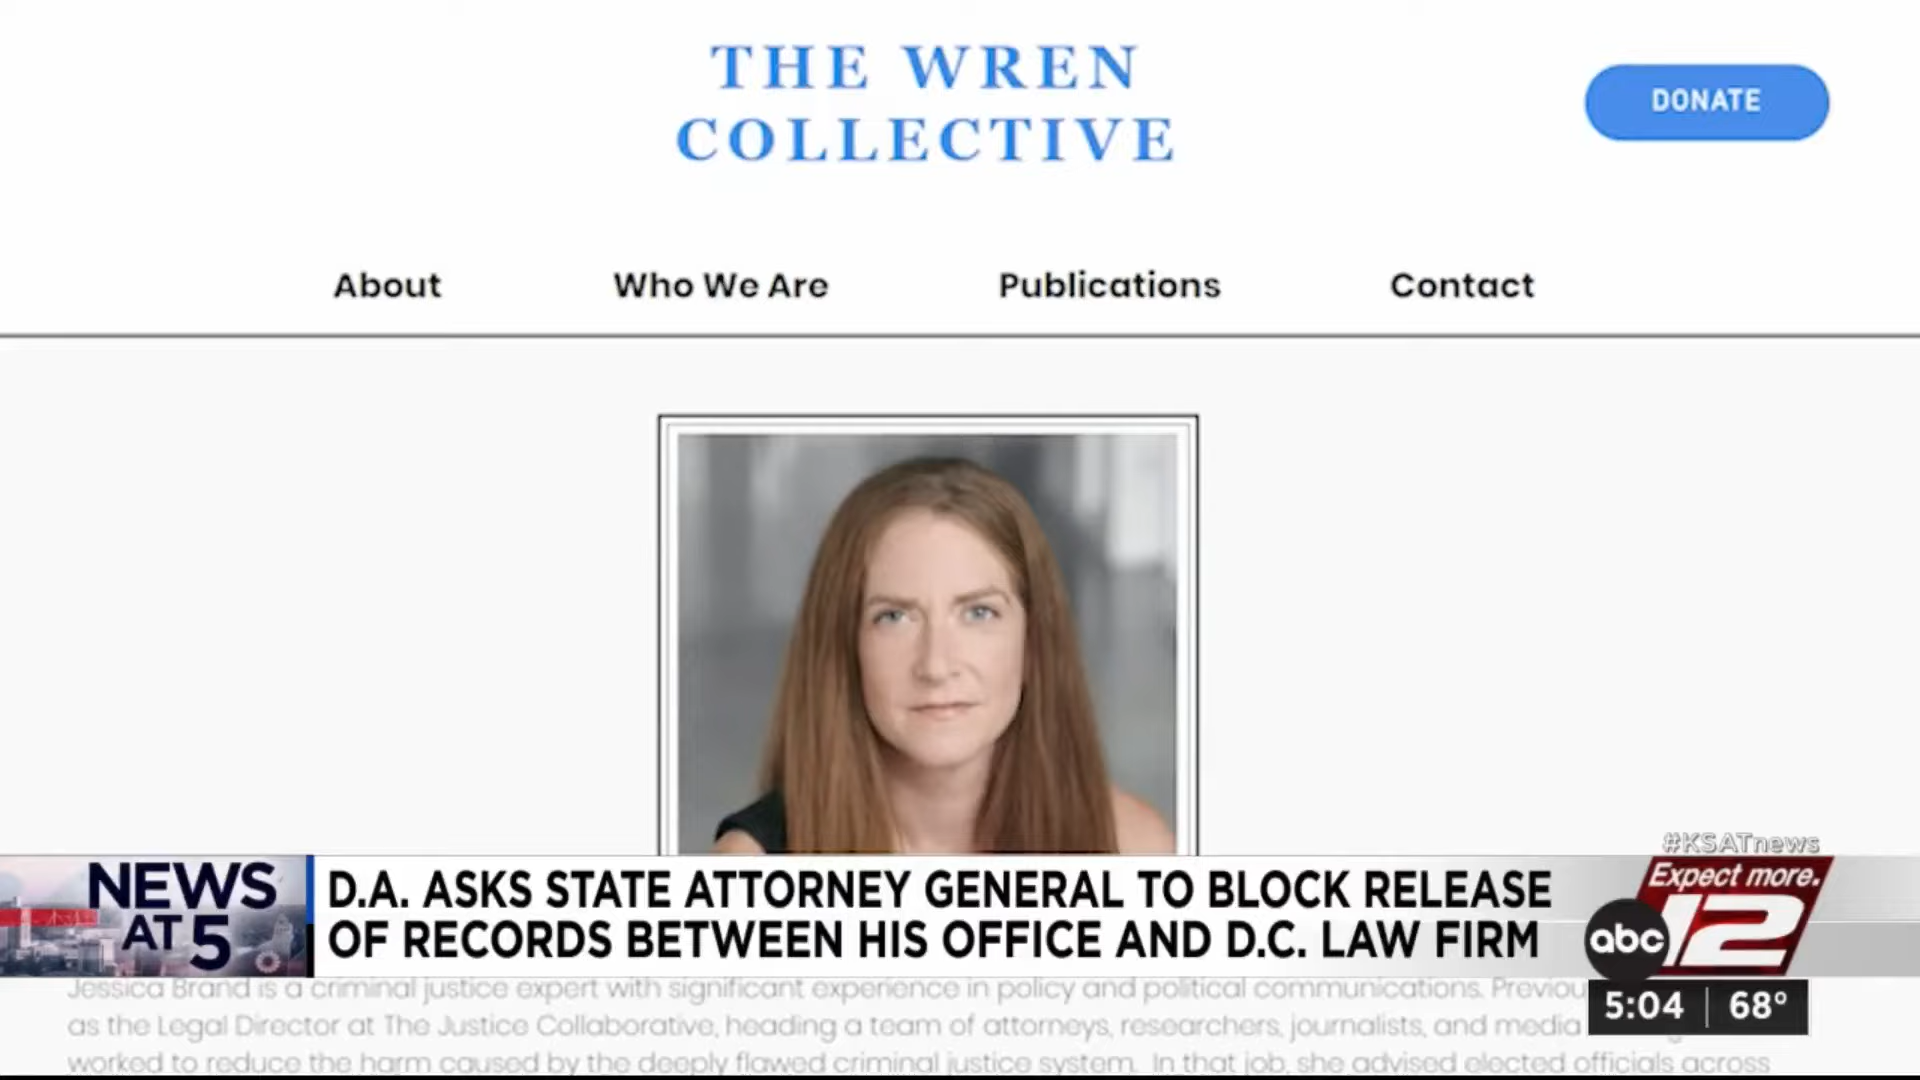 THE WREN
COLLECTIVE
DONATE
About Who We Are Publications Contact
#KSATnews
NEWS
AT 5
D.A. ASKS STATE ATTORNEY GENERAL TO BLOCK RELEASE
OF RECORDS BETWEEN HIS OFFICE AND D.C. LAW FIRM
Expect more.
abc 12
5:04 68°
Jessica Brand is a criminal justice expert with significant experience in policy and political communications.
as the Legal Director at The Justice Collaborative, heading a team of attorneys, researchers, journalists, and media
worked to reduce the harm caused by the deeply flawed criminal justice system. In that job, she advised elected officials across